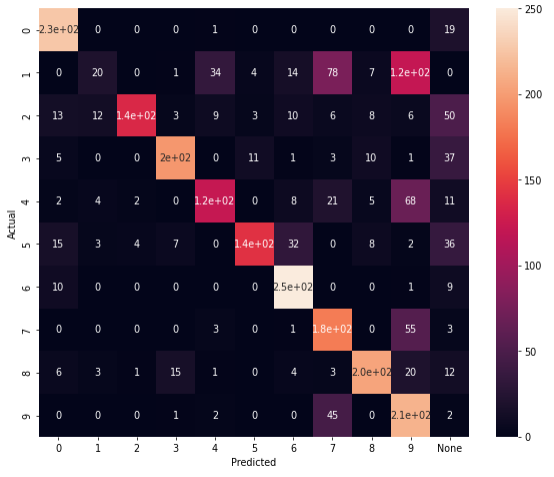 0 2.3e+02 0 0 0 1 0 0 0 0 0 19
1 0 20 0 1 34 4 14 78 7 1.2e+02 0
2 13 12 1.4e+02 3 9 3 10 6 8 6 50
3 5 0 0 2e+02 0 11 1 3 10 1 37
4 2 4 2 0 1.2e+02 0 8 21 5 68 11
5 15 3 4 7 0 1.4e+02 32 0 8 2 36
6 10 0 0 0 0 0 2.5e+02 0 0 1 9
7 0 0 0 0 3 0 1 1.8e+02 0 55 3
8 6 3 1 15 1 0 4 3 2.0e+02 20 12
9 0 0 0 1 2 0 0 45 0 2.1e+02 2
0 1 2 3 4 5 6 7 8 9 None
Predicted
Actual
250
200
150
100
50
0